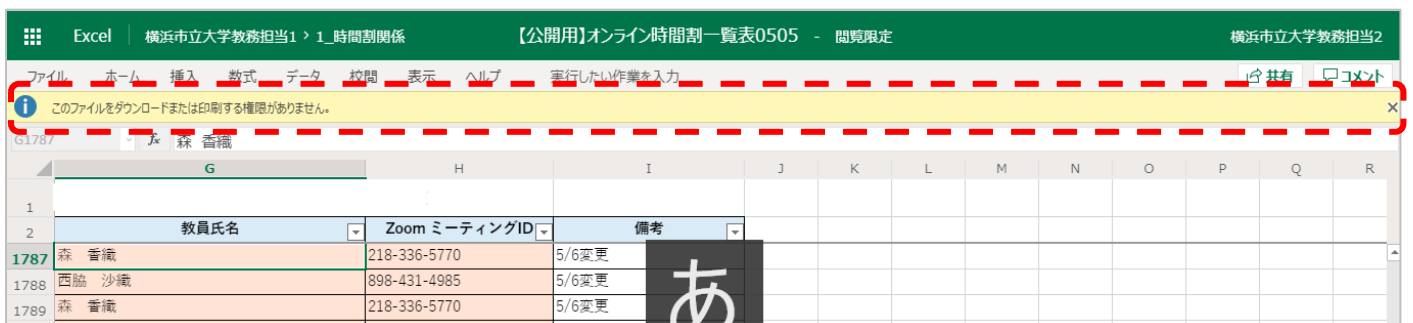 Excel 横浜市立大学教務担当1 › 1_時間割関係 【公開用】オンライン時間割一覧表0505 - 閲覧限定 横浜市立大学教務担当2
ファイル ホーム 挿入 数式 データ 校閲 表示 ヘルプ 実行したい作業を入力 共有 コメント
このファイルをダウンロードまたは印刷する権限がありません。
G1787 fx 森 香織
G H I J K L M N O P Q R
1
2 教員氏名 Zoom ミーティングID 備考
1787 森 香織 218-336-5770 5/6変更
1788 西脇 沙織 898-431-4985 5/6変更
1789 森 香織 218-336-5770 5/6変更
あ